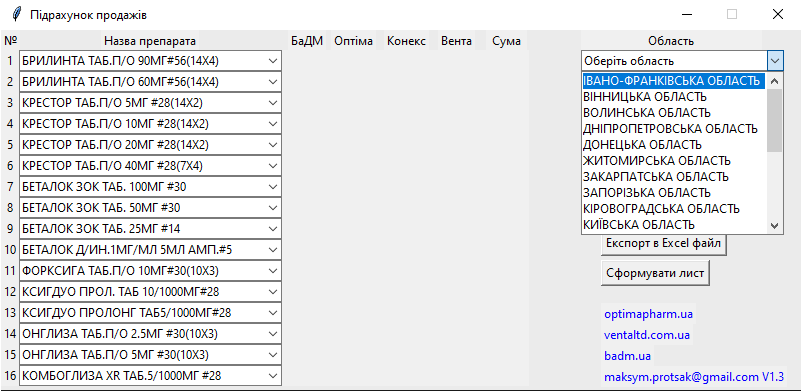 Підрахунок продажів
№ Назва препарата БаДМ Оптіма Конекс Вента Сума Область
1 БРИЛИНТА ТАБ.П/О 90МГ#56(14Х4) Оберіть область
2 БРИЛИНТА ТАБ.П/О 60МГ#56(14Х4) ІВАНО-ФРАНКІВСЬКА ОБЛАСТЬ
ВІННИЦЬКА ОБЛАСТЬ
3 КРЕСТОР ТАБ.П/О 5МГ #28(14Х2) ВОЛИНСЬКА ОБЛАСТЬ
4 КРЕСТОР ТАБ.П/О 10МГ #28(14Х2) ДНІПРОПЕТРОВСЬКА ОБЛАСТЬ
5 КРЕСТОР ТАБ.П/О 20МГ #28(14Х2) ДОНЕЦЬКА ОБЛАСТЬ
6 КРЕСТОР ТАБ.П/О 40МГ #28(7Х4) ЖИТОМИРСЬКА ОБЛАСТЬ
ЗАКАРПАТСЬКА ОБЛАСТЬ
7 БЕТАЛОК ЗОК ТАБ. 100МГ #30 ЗАПОРІЗЬКА ОБЛАСТЬ
8 БЕТАЛОК ЗОК ТАБ. 50МГ #30 КІРОВОГРАДСЬКА ОБЛАСТЬ
9 БЕТАЛОК ЗОК ТАБ. 25МГ #14 КИЇВСЬКА ОБЛАСТЬ
10 БЕТАЛОК Д/ИН.1МГ/МЛ 5МЛ АМП.#5 Експорт в Excel файл
11 ФОРКСИГА ТАБ.П/О 10МГ#30(10Х3) Сформувати лист
12 КСИГДУО ПРОЛ. ТАБ 10/1000МГ#28
13 КСИГДУО ПРОЛОНГ ТАБ5/1000МГ#28 optimapharm.ua
14 ОНГЛИЗА ТАБ.П/О 2.5МГ #30(10Х3) ventaltd.com.ua
15 ОНГЛИЗА ТАБ.П/О 5МГ #30(10Х3) badm.ua
16 КОМБОГЛИЗА XR ТАБ.5/1000МГ #28 maksym.protsak@gmail.com V1.3